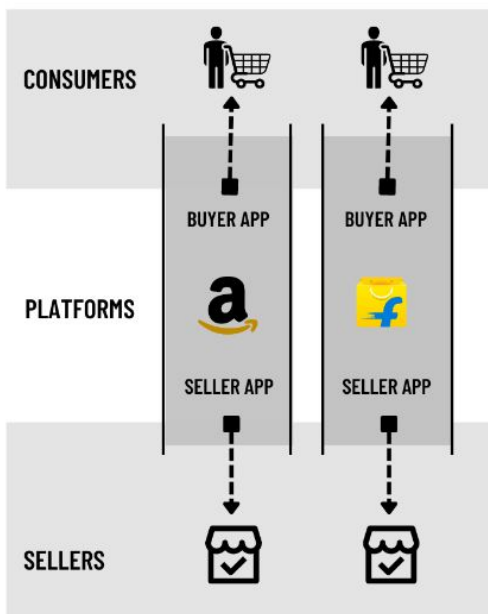 CONSUMERS
BUYER APP
BUYER APP
PLATFORMS
a
f
SELLER APP
SELLER APP
SELLERS